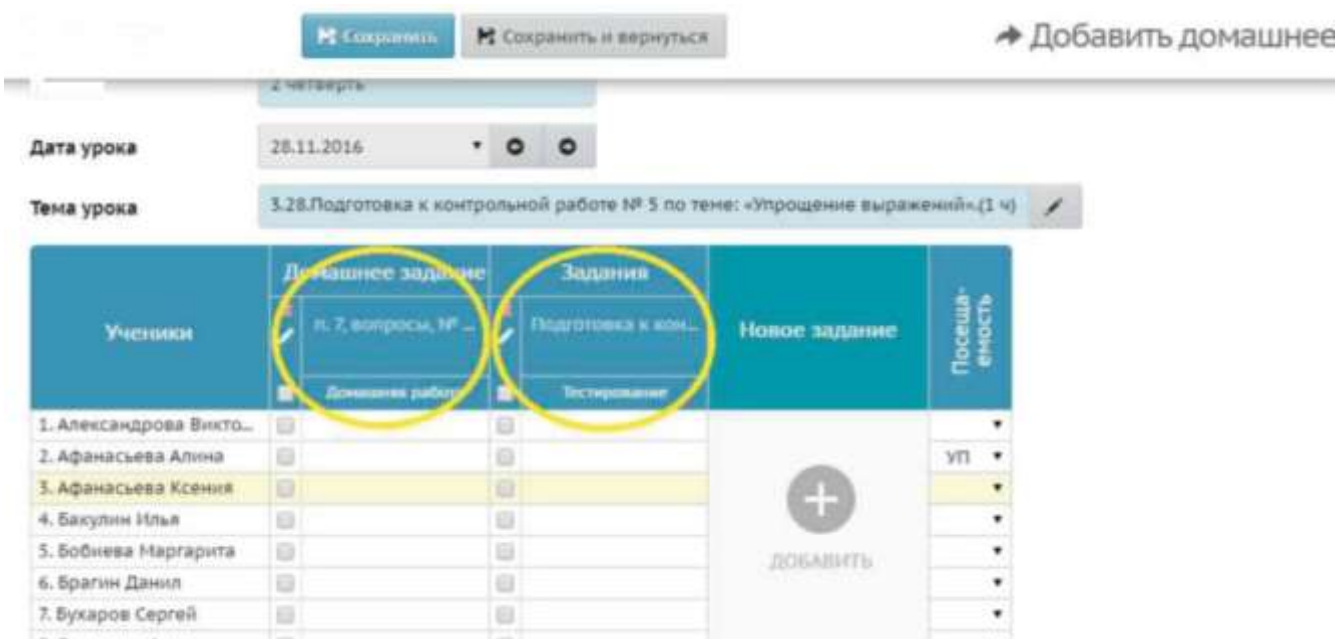 Сохранить
Сохранить и вернуться
Добавить домашнее
2 четверть
Дата урока
28.11.2016
Тема урока
3.28.Подготовка к контрольной работе № 5 по теме: «Упрощение выражений».(1 ч)
Ученики
Домашнее задание
Задания
Новое задание
Посеща-
емость
п. 7, вопросы, № ...
Подготовка к кон...
Домашняя работа
Тестирование
1. Александрова Викто...
2. Афанасьева Алина
УП
3. Афанасьева Ксения
4. Бакулин Илья
5. Бобиева Маргарита
6. Брагин Данил
7. Бухаров Сергей
ДОБАВИТЬ